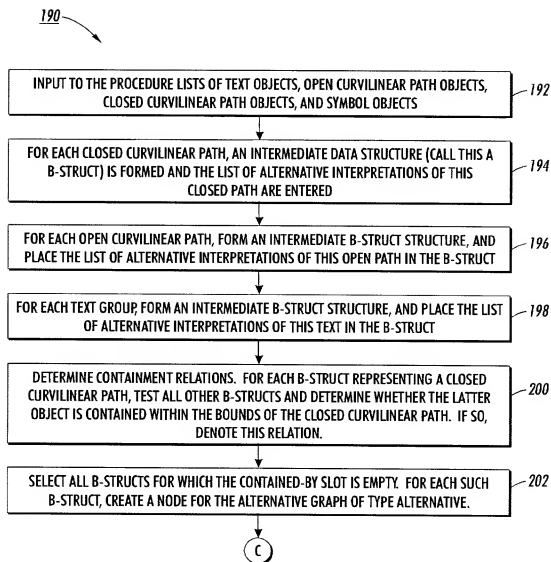 190
INPUT TO THE PROCEDURE LISTS OF TEXT OBJECTS, OPEN CURVILINEAR PATH OBJECTS,
CLOSED CURVILINEAR PATH OBJECTS, AND SYMBOL OBJECTS
192
FOR EACH CLOSED CURVILINEAR PATH, AN INTERMEDIATE DATA STRUCTURE (CALL THIS A
B-STRUCT) IS FORMED AND THE LIST OF ALTERNATIVE INTERPRETATIONS OF THIS
CLOSED PATH ARE ENTERED
194
FOR EACH OPEN CURVILINEAR PATH, FORM AN INTERMEDIATE B-STRUCT STRUCTURE, AND
PLACE THE LIST OF ALTERNATIVE INTERPRETATIONS OF THIS OPEN PATH IN THE B-STRUCT
196
FOR EACH TEXT GROUP, FORM AN INTERMEDIATE B-STRUCT STRUCTURE, AND PLACE THE LIST
OF ALTERNATIVE INTERPRETATIONS OF THIS TEXT IN THE B-STRUCT
198
DETERMINE CONTAINMENT RELATIONS. FOR EACH B-STRUCT REPRESENTING A CLOSED
CURVILINEAR PATH, TEST ALL OTHER B-STRUCTS AND DETERMINE WHETHER THE LATTER
OBJECT IS CONTAINED WITHIN THE BOUNDS OF THE CLOSED CURVILINEAR PATH. IF SO,
DENOTE THIS RELATION.
200
SELECT ALL B-STRUCTS FOR WHICH THE CONTAINED-BY SLOT IS EMPTY. FOR EACH SUCH
B-STRUCT, CREATE A NODE FOR THE ALTERNATIVE GRAPH OF TYPE ALTERNATIVE.
202
C